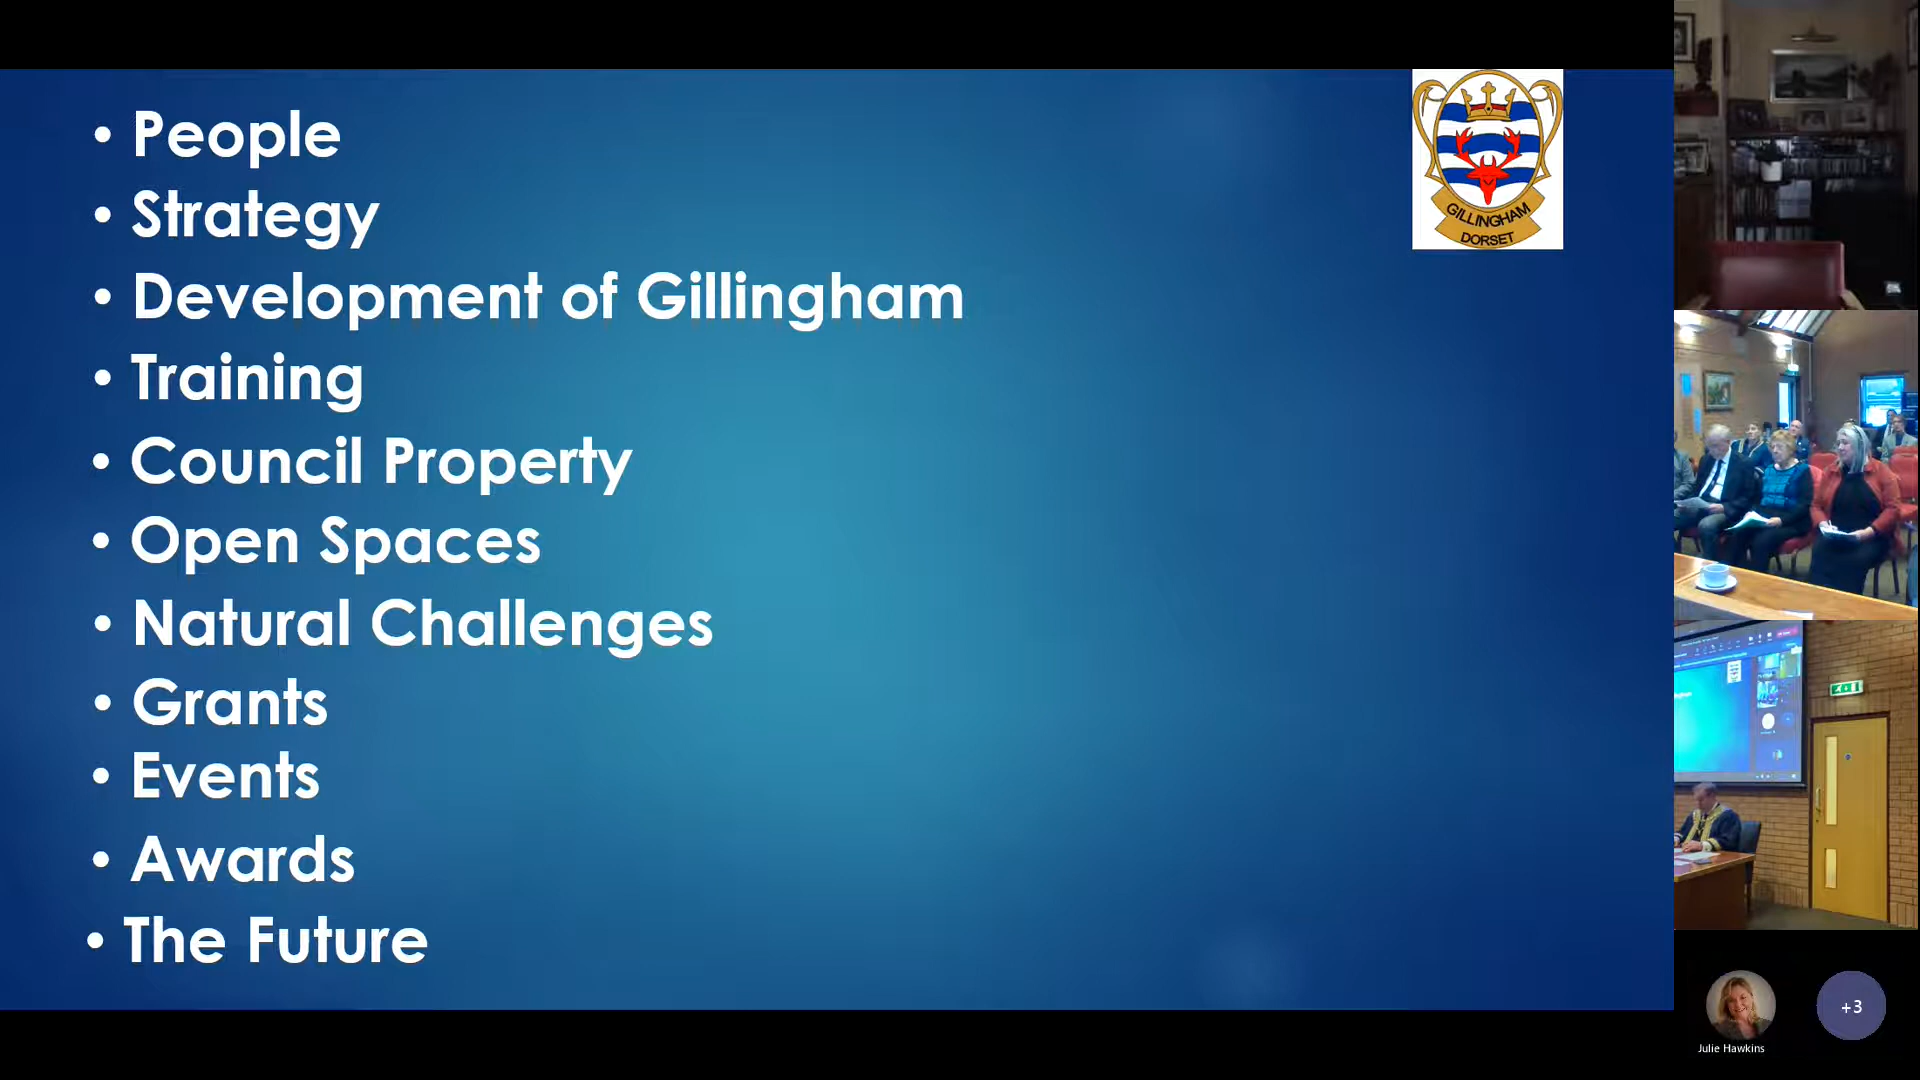 • People
• Strategy
• Development of Gillingham
• Training
• Council Property
• Open Spaces
• Natural Challenges
• Grants
• Events
• Awards
• The Future
GILLINGHAM
DORSET
Julie Hawkins
+3